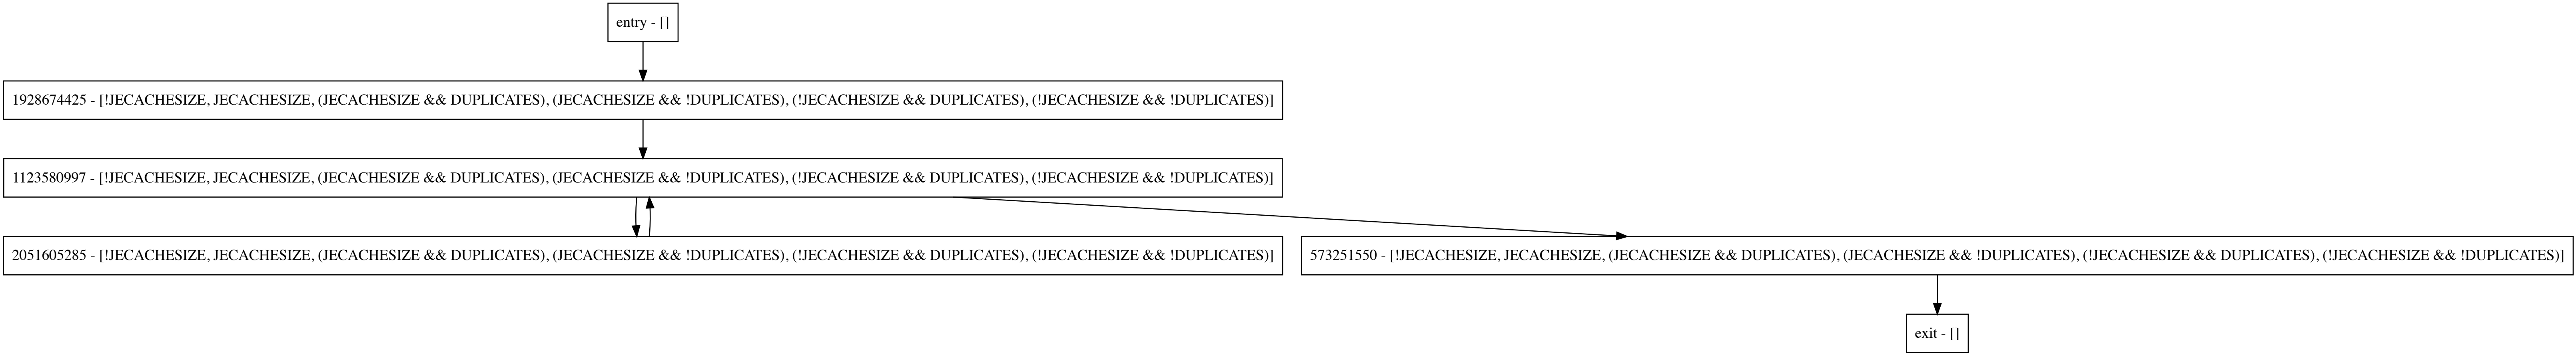 entry - []
1928674425 - [!JECACHESIZE, JECACHESIZE, (JECACHESIZE && DUPLICATES), (JECACHESIZE && !DUPLICATES), (!JECACHESIZE && DUPLICATES), (!JECACHESIZE && !DUPLICATES)]
1123580997 - [!JECACHESIZE, JECACHESIZE, (JECACHESIZE && DUPLICATES), (JECACHESIZE && !DUPLICATES), (!JECACHESIZE && DUPLICATES), (!JECACHESIZE && !DUPLICATES)]
2051605285 - [!JECACHESIZE, JECACHESIZE, (JECACHESIZE && DUPLICATES), (JECACHESIZE && !DUPLICATES), (!JECACHESIZE && DUPLICATES), (!JECACHESIZE && !DUPLICATES)]
573251550 - [!JECACHESIZE, JECACHESIZE, (JECACHESIZE && DUPLICATES), (JECACHESIZE && !DUPLICATES), (!JECACHESIZE && DUPLICATES), (!JECACHESIZE && !DUPLICATES)]
exit - []